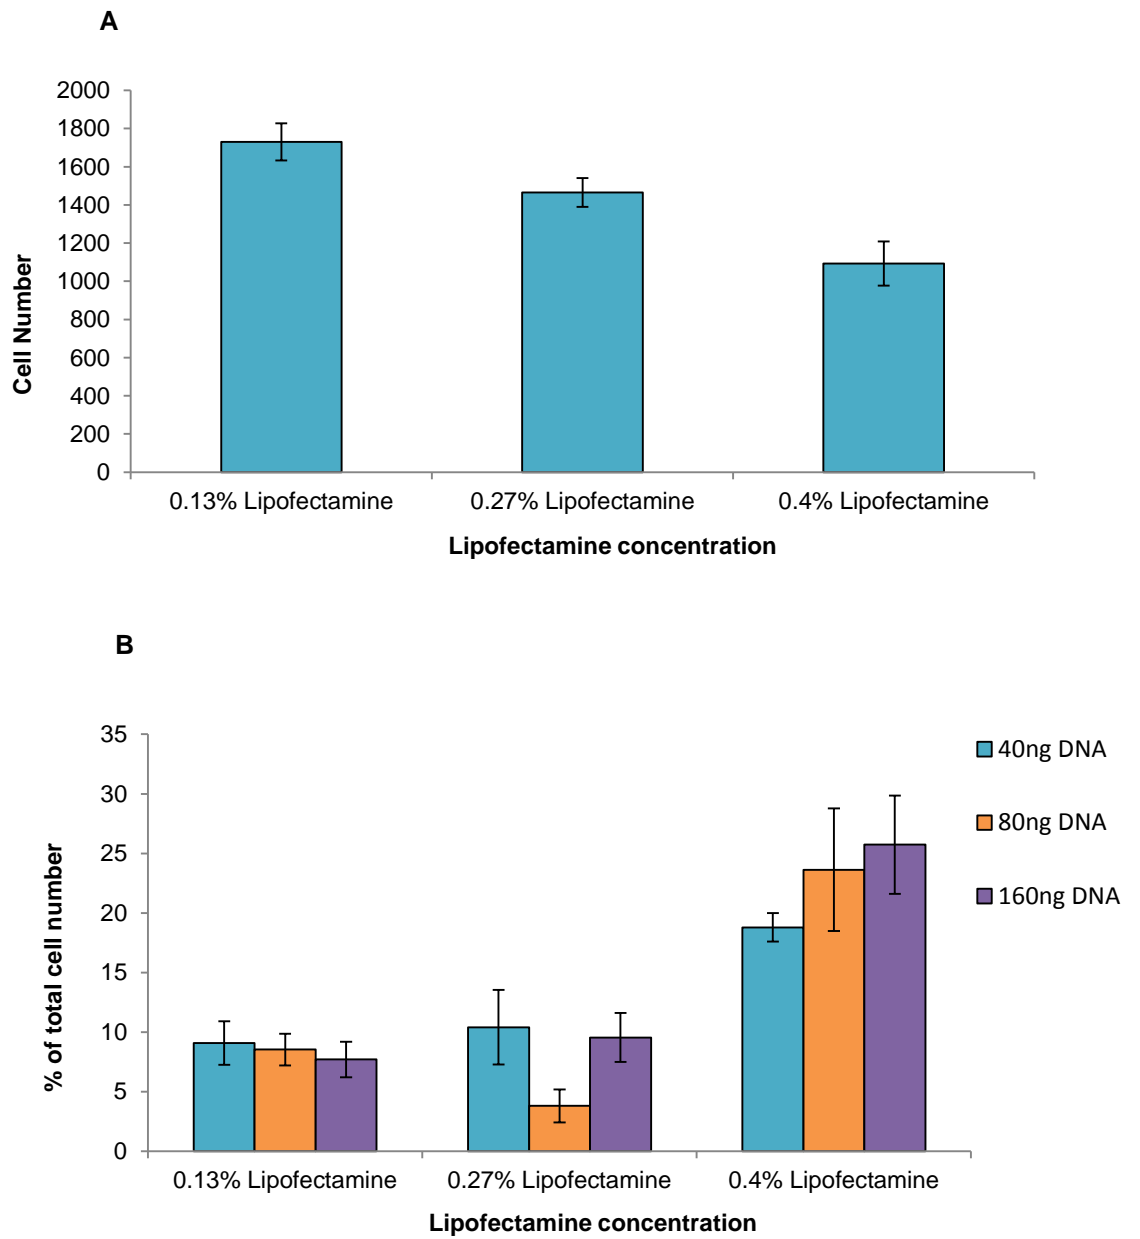 A
2000
1800
1600
1400
1200
1000
800
600
400
200
0
Cell Number
0.13% Lipofectamine 0.27% Lipofectamine 0.4% Lipofectamine
Lipofectamine concentration
B
35
30
25
20
15
10
5
0
% of total cell number
0.13% Lipofectamine 0.27% Lipofectamine 0.4% Lipofectamine
Lipofectamine concentration
40ng DNA
80ng DNA
160ng DNA